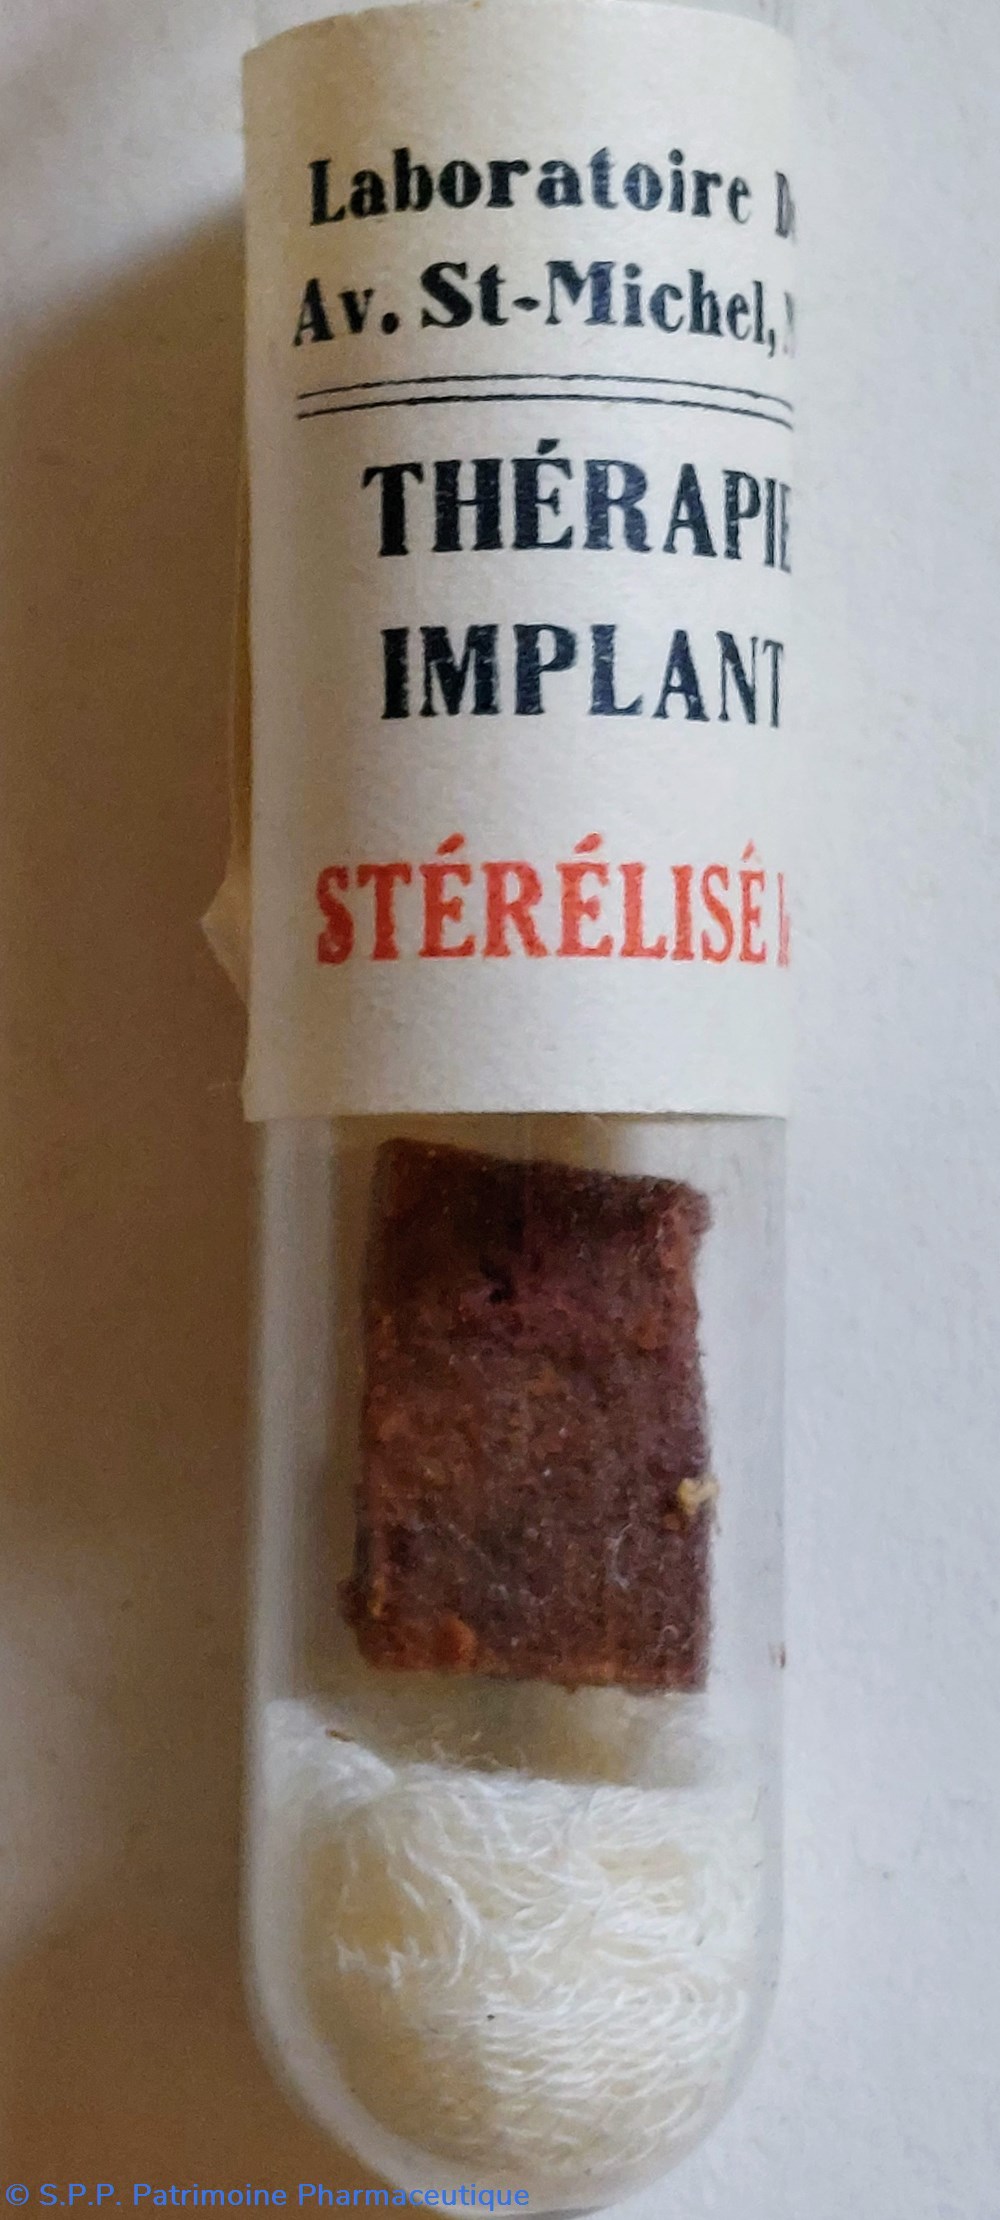 Laboratoire
Av. St-Michel,
THÉRAPIE
IMPLANT
STÉRÉLISÉ
© S.P.P. Patrimoine Pharmaceutique